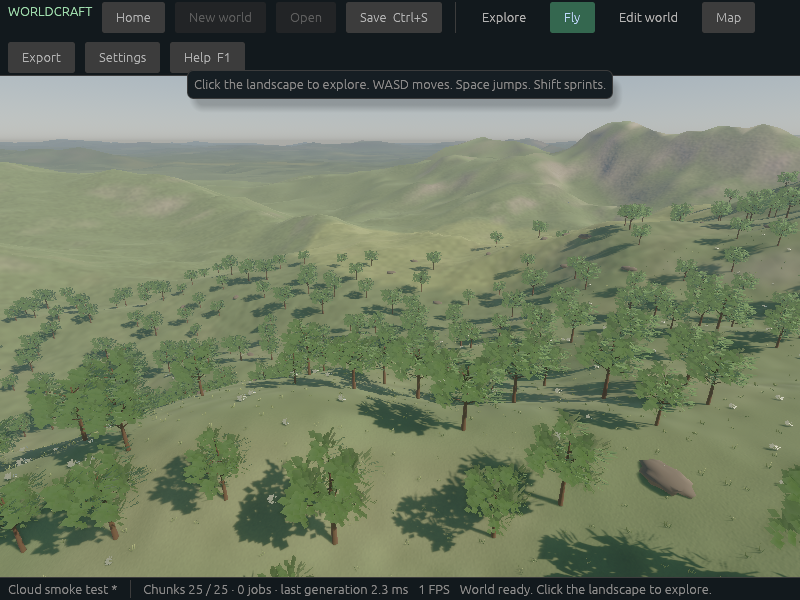 WORLDCRAFT Home New world Open Save Ctrl+S Explore Fly Edit world Map
Export Settings Help F1
Click the landscape to explore. WASD moves. Space jumps. Shift sprints.
Cloud smoke test * Chunks 25 / 25 · 0 jobs · last generation 2.3 ms 1 FPS World ready. Click the landscape to explore.